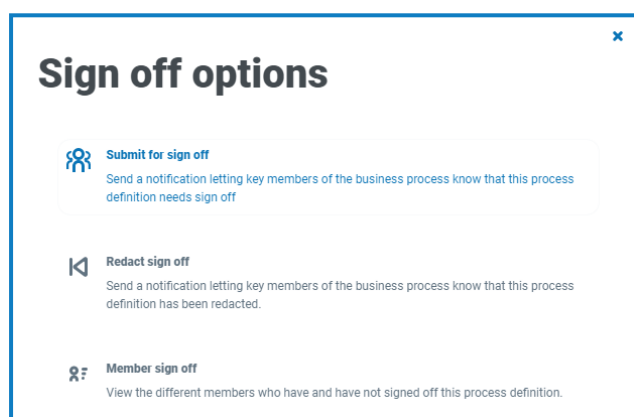 Sign off options
Submit for sign off
Send a notification letting key members of the business process know that this process
definition needs sign off
Redact sign off
Send a notification letting key members of the business process know that this process
definition has been redacted.
Member sign off
View the different members who have and have not signed off this process definition.